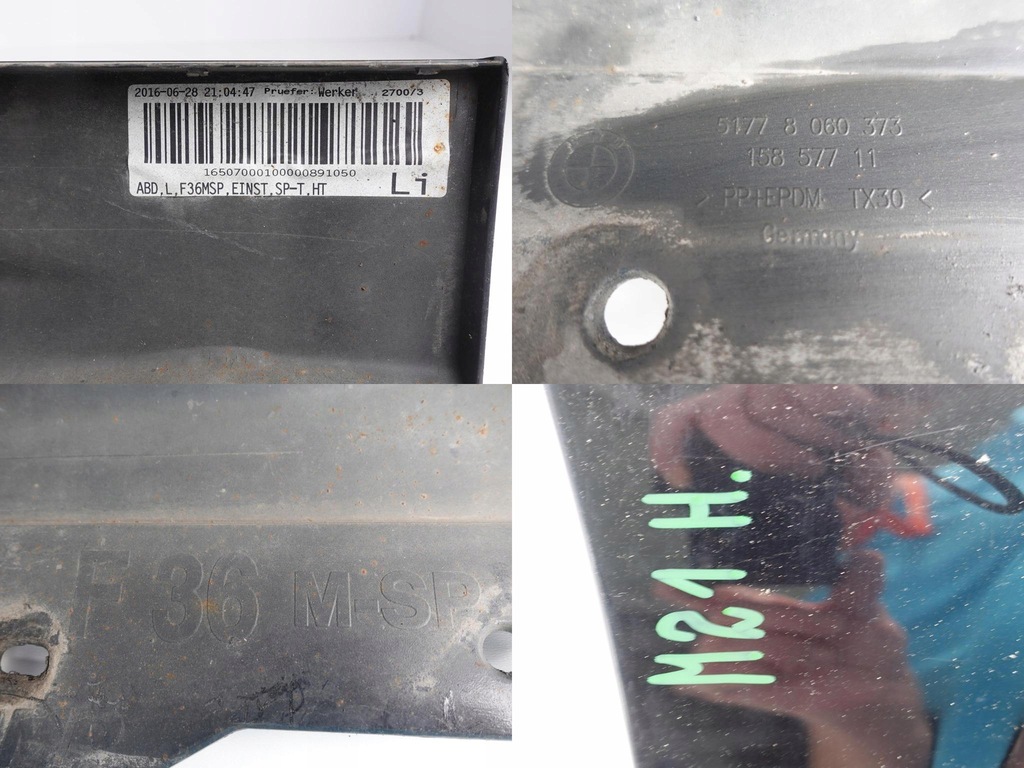 2016-06-28 21:04:47 Pruefer: Werker 2700/3
16507000100000891050
ABD,L,F36MSP,EINST,SP-T,HT Li
5177 8 060 373
158 577 11
> PP+EPDM TX30 <
Germany
F 36 M-SP
M21 H.